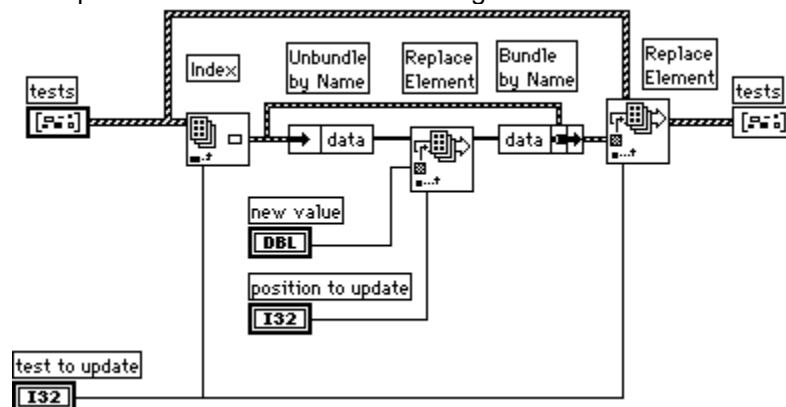 Index
Unbundle
by Name
Replace
Element
Bundle
by Name
Replace
Element
tests
tests
data
data
new value
DBL
position to update
I32
test to update
I32